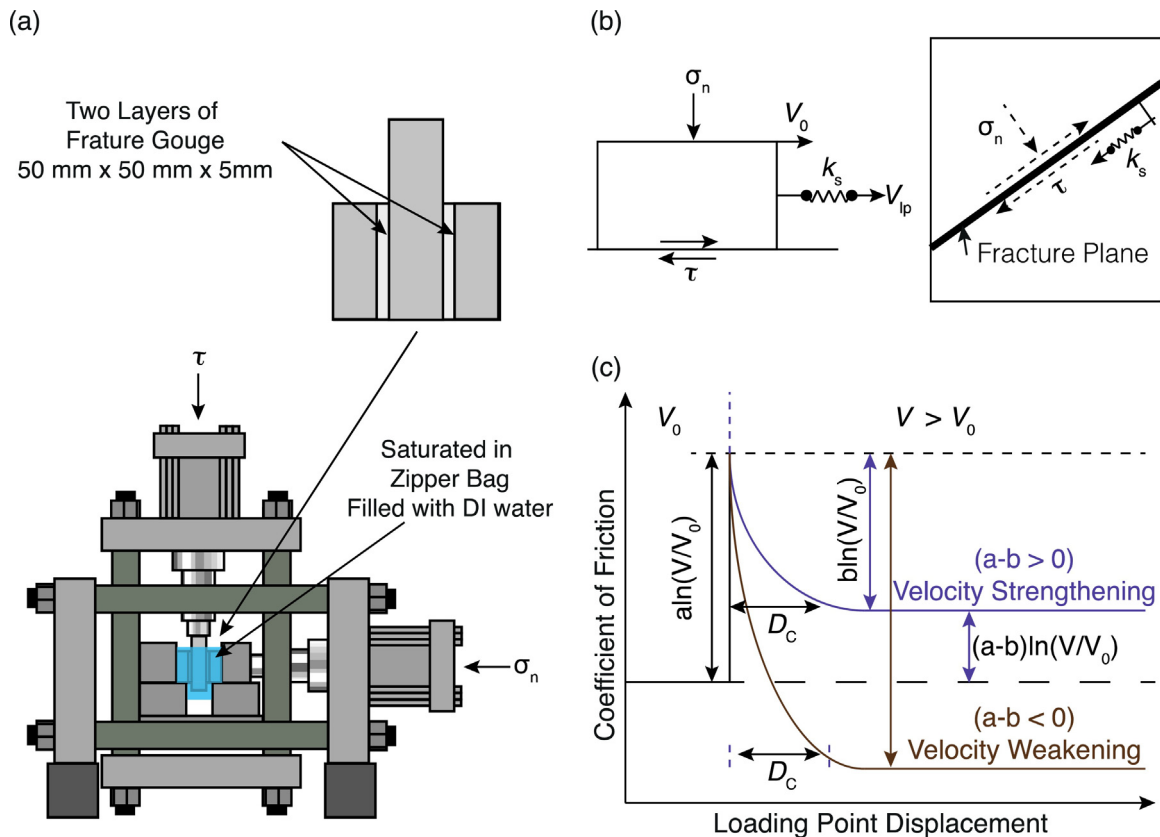 (a)
Two Layers of
Frature Gouge
50 mm x 50 mm x 5mm
τ
Saturated in
Zipper Bag
Filled with DI water
σn
(b)
σn
V0
ks
Vlp
τ
σn
ks
τ
Fracture Plane
(c)
V0
V > V0
Coefficient of Friction
aln(V/V0)
bln(V/V0)
(a-b > 0)
Velocity Strengthening
DC
(a-b)ln(V/V0)
(a-b < 0)
Velocity Weakening
DC
Loading Point Displacement